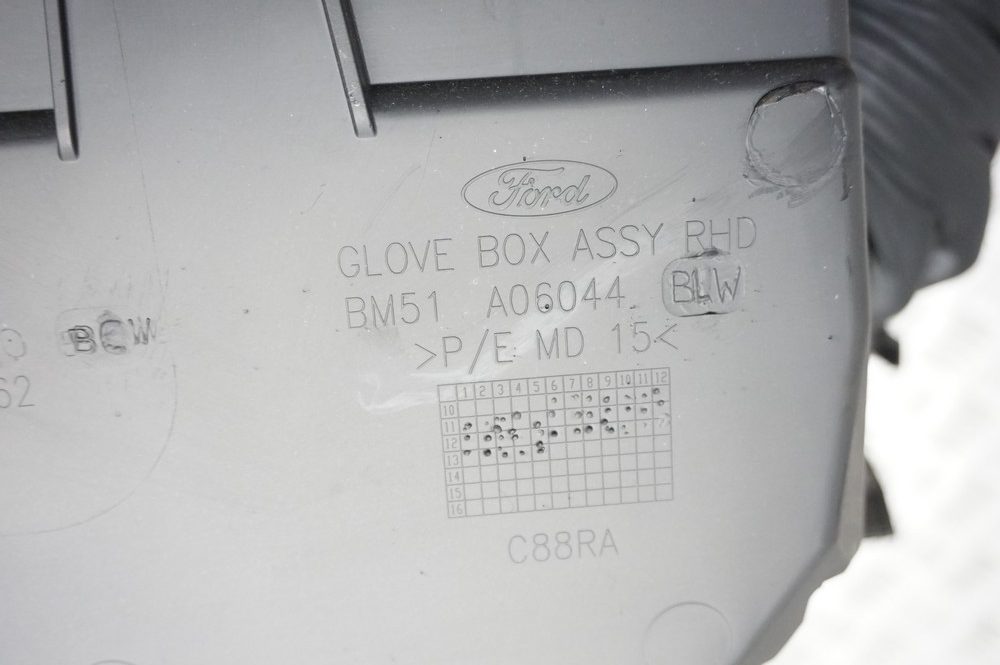 Ford
GLOVE BOX ASSY RHD
BM51 A06044 BLW
>P/E MD 15<
BCW
62
1 2 3 4 5 6 7 8 9 10 11 12
10
11
12
13
14
15
16
C88RA